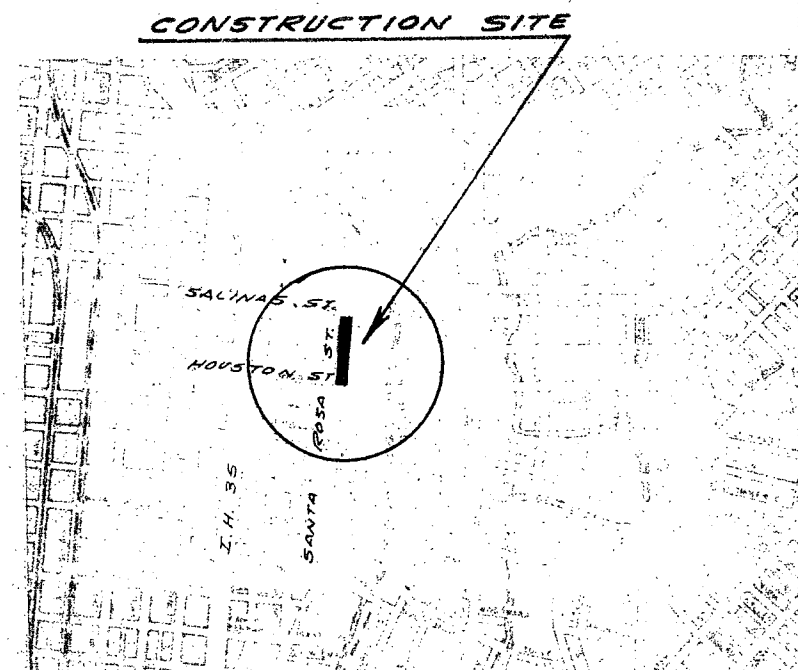 CONSTRUCTION SITE
SALINAS. ST.
HOUSTON ST
SANTA ROSA ST.
I.H. 35